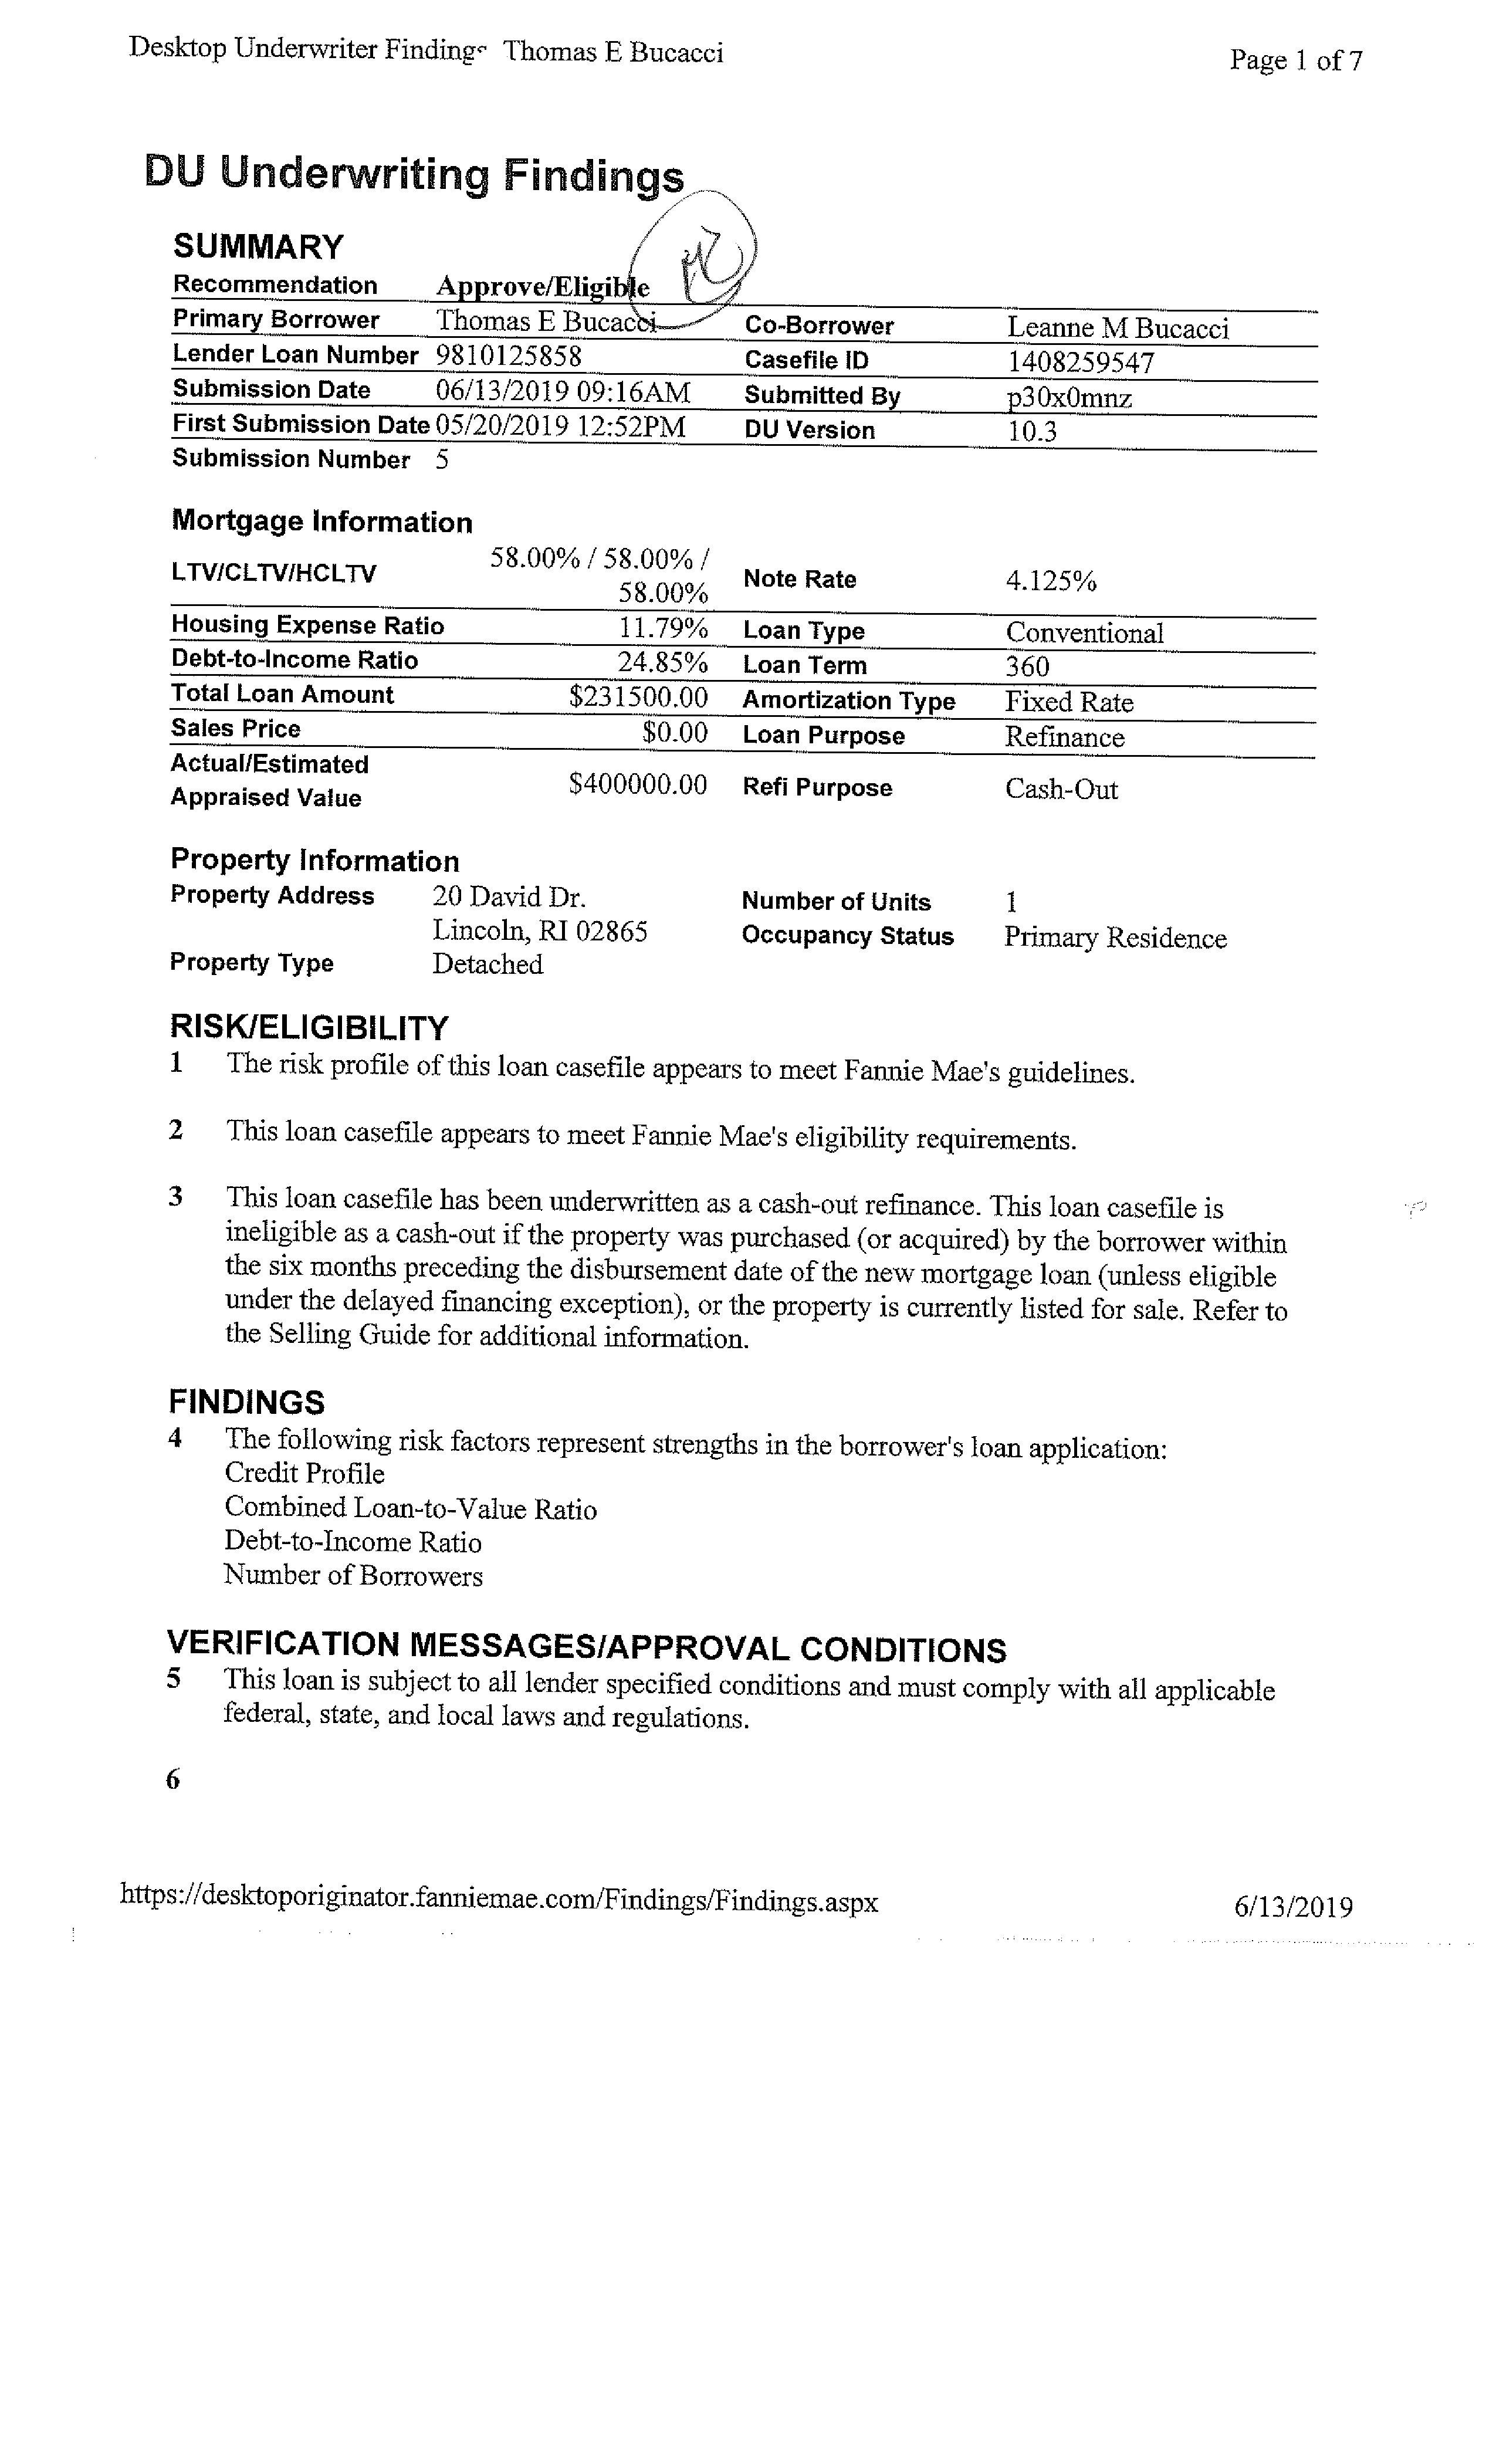 Desktop Underwriter Findings Thomas E Bucacci
Page 1 of 7
DU Underwriting Findings
SUMMARY
Recommendation Approve/Eligible
Primary Borrower Thomas E Bucacci Co-Borrower Leanne M Bucacci
Lender Loan Number 9810125858 Casefile ID 1408259547
Submission Date 06/13/2019 09:16AM Submitted By p30x0mnz
First Submission Date 05/20/2019 12:52PM DU Version 10.3
Submission Number 5
Mortgage Information
LTV/CLTV/HCLTV 58.00% / 58.00% / 58.00% Note Rate 4.125%
Housing Expense Ratio 11.79% Loan Type Conventional
Debt-to-Income Ratio 24.85% Loan Term 360
Total Loan Amount $231500.00 Amortization Type Fixed Rate
Sales Price $0.00 Loan Purpose Refinance
Actual/Estimated
Appraised Value $400000.00 Refi Purpose Cash-Out
Property Information
Property Address 20 David Dr. Number of Units 1
Lincoln, RI 02865 Occupancy Status Primary Residence
Property Type Detached
RISK/ELIGIBILITY
1 The risk profile of this loan casefile appears to meet Fannie Mae's guidelines.
2 This loan casefile appears to meet Fannie Mae's eligibility requirements.
3 This loan casefile has been underwritten as a cash-out refinance. This loan casefile is
ineligible as a cash-out if the property was purchased (or acquired) by the borrower within
the six months preceding the disbursement date of the new mortgage loan (unless eligible
under the delayed financing exception), or the property is currently listed for sale. Refer to
the Selling Guide for additional information.
FINDINGS
4 The following risk factors represent strengths in the borrower's loan application:
Credit Profile
Combined Loan-to-Value Ratio
Debt-to-Income Ratio
Number of Borrowers
VERIFICATION MESSAGES/APPROVAL CONDITIONS
5 This loan is subject to all lender specified conditions and must comply with all applicable
federal, state, and local laws and regulations.
6
https://desktoporiginator.fanniemae.com/Findings/Findings.aspx
6/13/2019